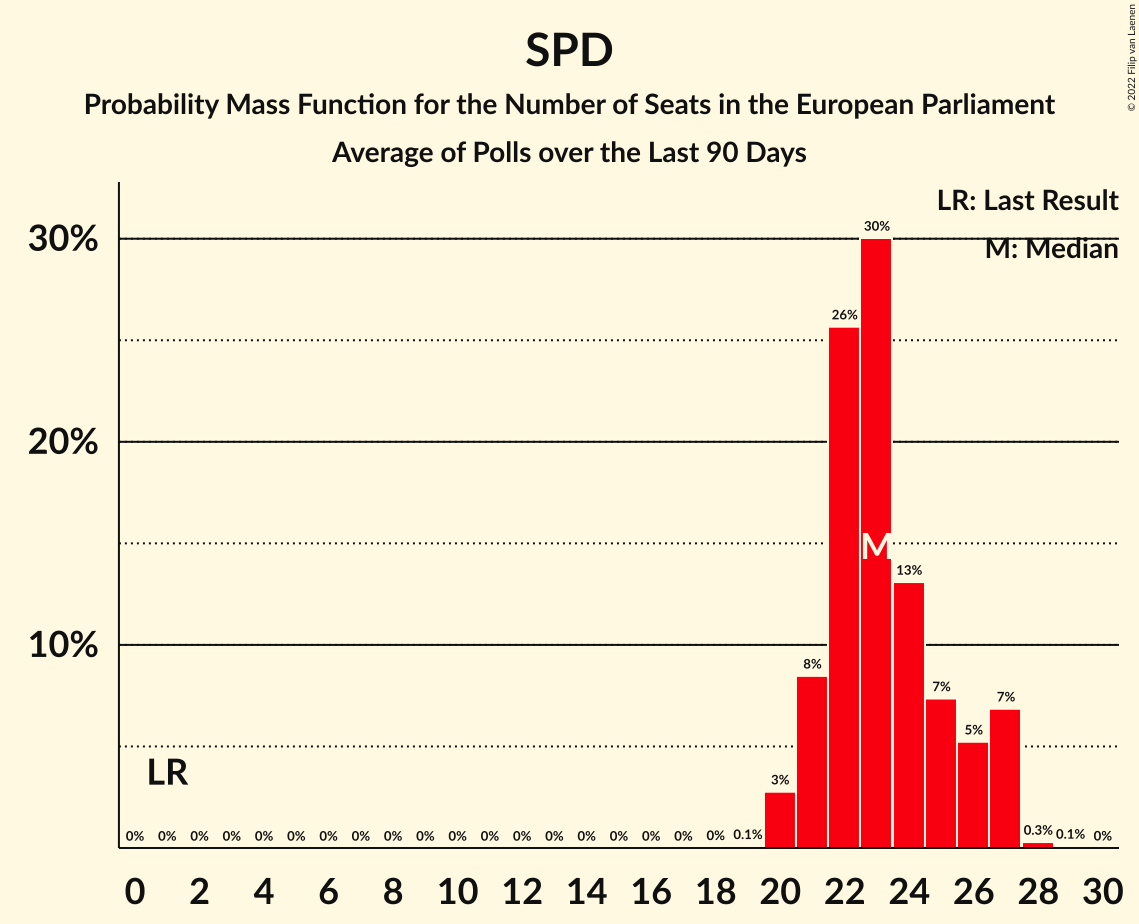 SPD
Probability Mass Function for the Number of Seats in the European Parliament
Average of Polls over the Last 90 Days
© 2022 Filip van Laenen
LR: Last Result
M: Median
30%
20%
10%
30%
26%
M
13%
8%
7%
7%
5%
LR
3%
0% 0% 0% 0% 0% 0% 0% 0% 0% 0% 0% 0% 0% 0% 0% 0% 0% 0% 0% 0.1% 0.3% 0.1% 0%
0 2 4 6 8 10 12 14 16 18 20 22 24 26 28 30